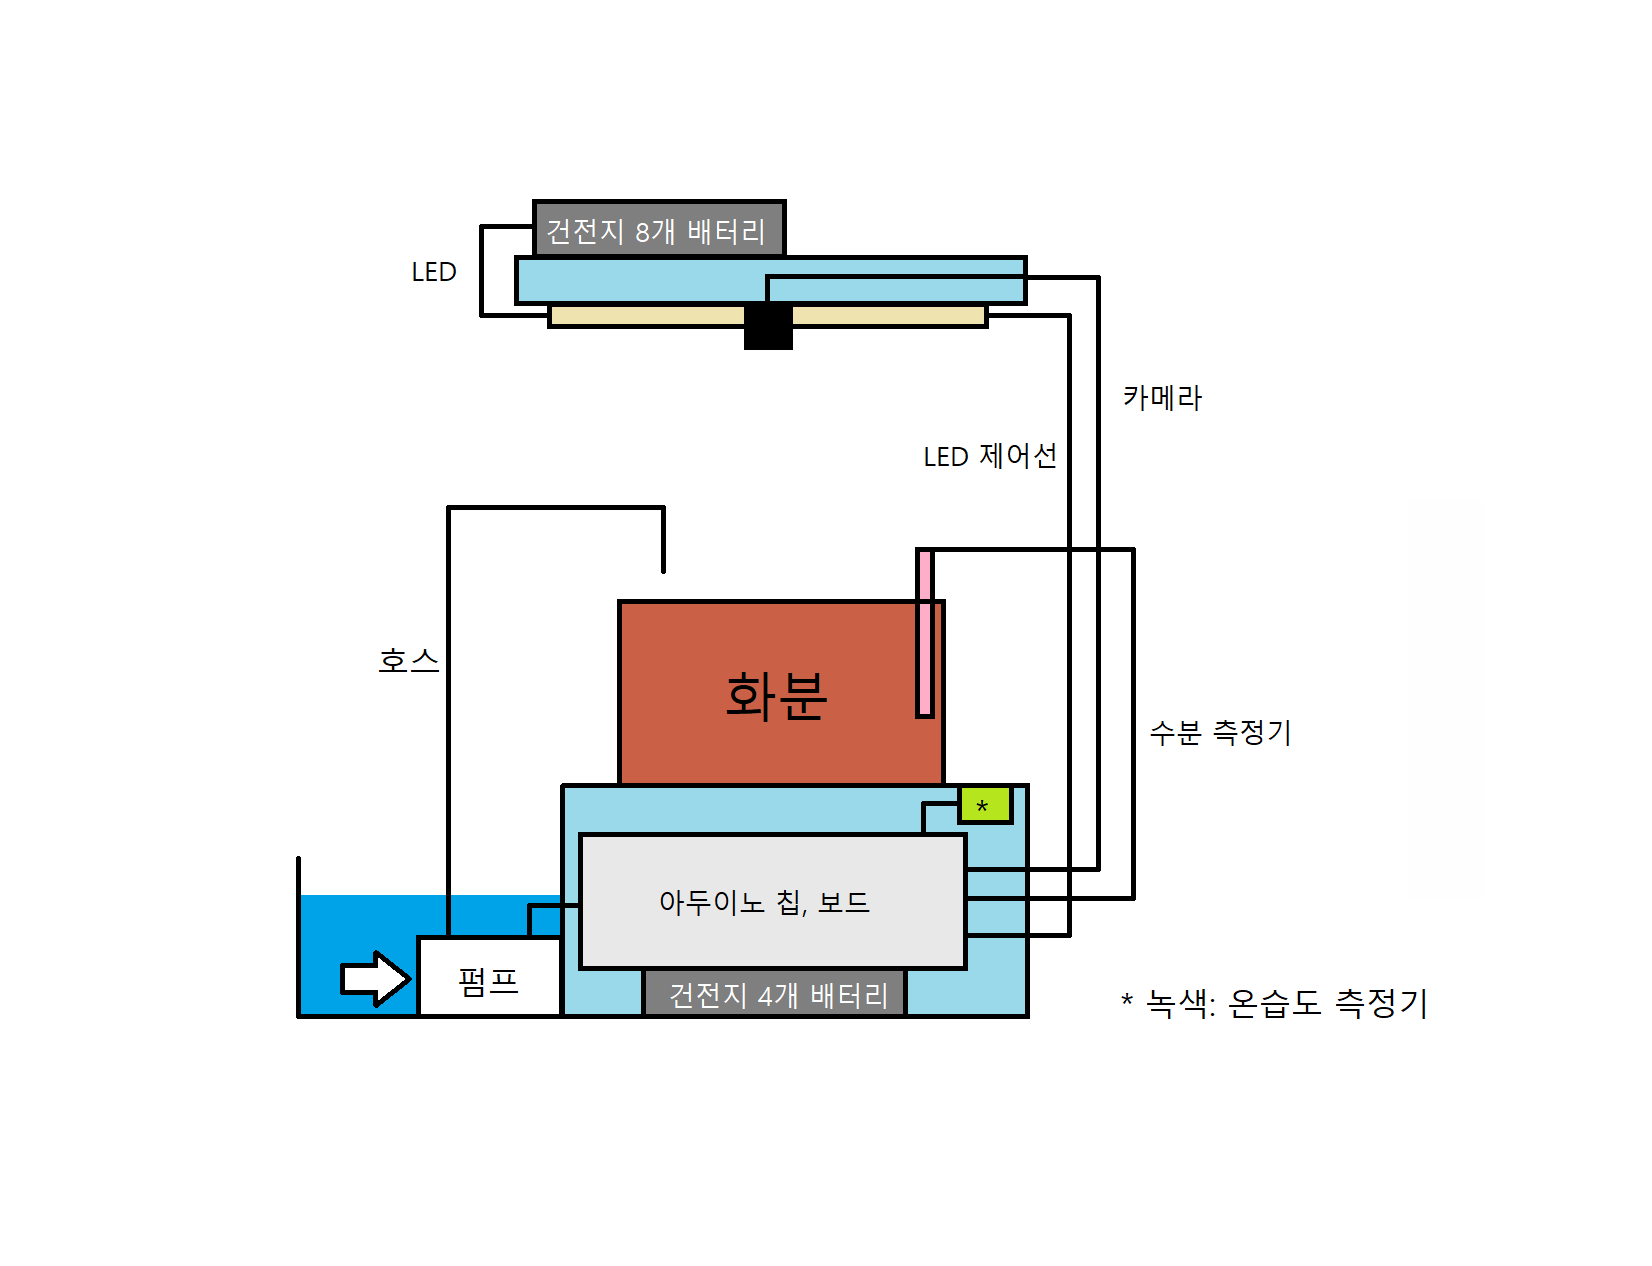 건전지 8개 배터리
LED
카메라
LED 제어선
호스
화분
수분 측정기
*
아두이노 칩, 보드
펌프
건전지 4개 배터리
* 녹색: 온습도 측정기